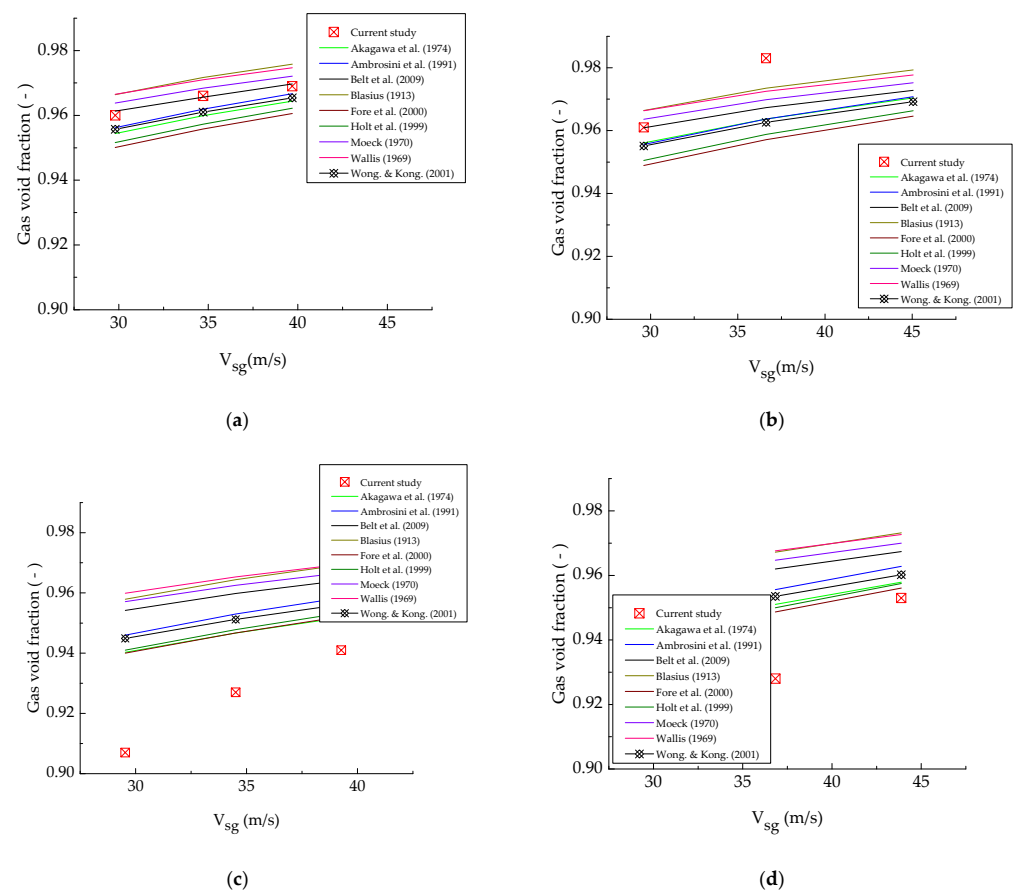 0.98
0.96
0.94
0.92
0.90
Gas void fraction ( - )
30
35
40
45
V_sg(m/s)
Current study
Akagawa et al. (1974)
Ambrosini et al. (1991)
Belt et al. (2009)
Blasius (1913)
Fore et al. (2000)
Holt et al. (1999)
Moeck (1970)
Wallis (1969)
Wong. & Kong. (2001)
(a)
0.98
0.96
0.94
0.92
0.90
Gas void fraction ( - )
30
35
40
45
V_sg(m/s)
Current study
Akagawa et al. (1974)
Ambrosini et al. (1991)
Belt et al. (2009)
Blasius (1913)
Fore et al. (2000)
Holt et al. (1999)
Moeck (1970)
Wallis (1969)
Wong. & Kong. (2001)
(b)
0.98
0.96
0.94
0.92
0.90
Gas void fraction ( - )
30
35
40
V_sg (m/s)
Current study
Akagawa et al. (1974)
Ambrosini et al. (1991)
Belt et al. (2009)
Blasius (1913)
Fore et al. (2000)
Holt et al. (1999)
Moeck (1970)
Wallis (1969)
Wong. & Kong. (2001)
(c)
0.98
0.96
0.94
0.92
0.90
Gas void fraction ( - )
30
35
40
45
V_sg (m/s)
Current study
Akagawa et al. (1974)
Ambrosini et al. (1991)
Belt et al. (2009)
Blasius (1913)
Fore et al. (2000)
Holt et al. (1999)
Moeck (1970)
Wallis (1969)
Wong. & Kong. (2001)
(d)